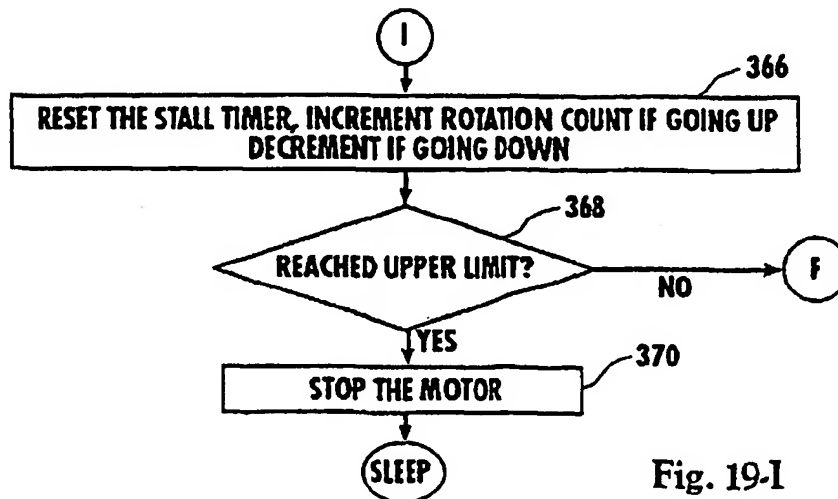 I
366
RESET THE STALL TIMER, INCREMENT ROTATION COUNT IF GOING UP
DECREMENT IF GOING DOWN
368
REACHED UPPER LIMIT?
F
NO
YES
370
STOP THE MOTOR
SLEEP
Fig. 19-I